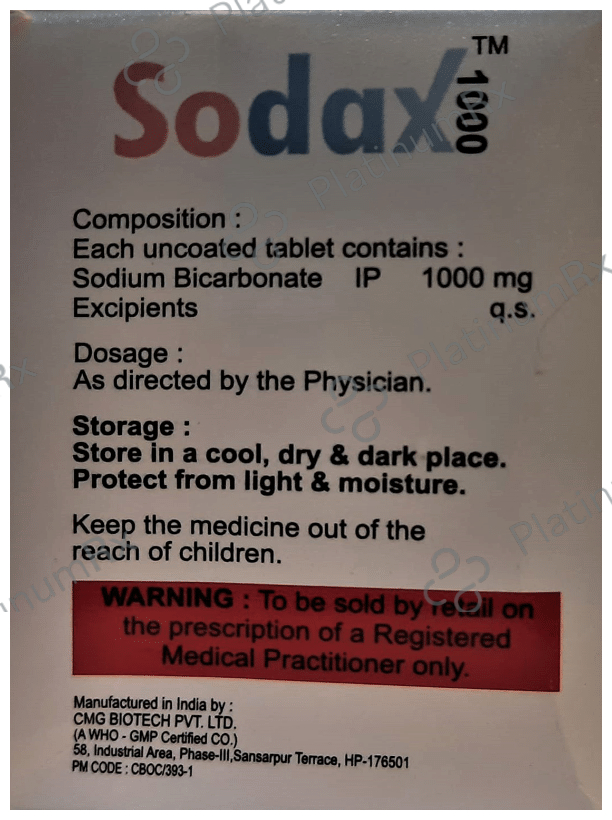 Sodax 1000 TM
Composition :
Each uncoated tablet contains :
Sodium Bicarbonate IP 1000 mg
Excipients q.s.
Dosage :
As directed by the Physician.
Storage :
Store in a cool, dry & dark place.
Protect from light & moisture.
Keep the medicine out of the
reach of children.
WARNING : To be sold by retail on
the prescription of a Registered
Medical Practitioner only.
Manufactured in India by :
CMG BIOTECH PVT. LTD.
(A WHO - GMP Certified CO.)
58, Industrial Area, Phase-III,Sansarpur Terrace, HP-176501
PM CODE : CBOC/393-1
PlatinumRx